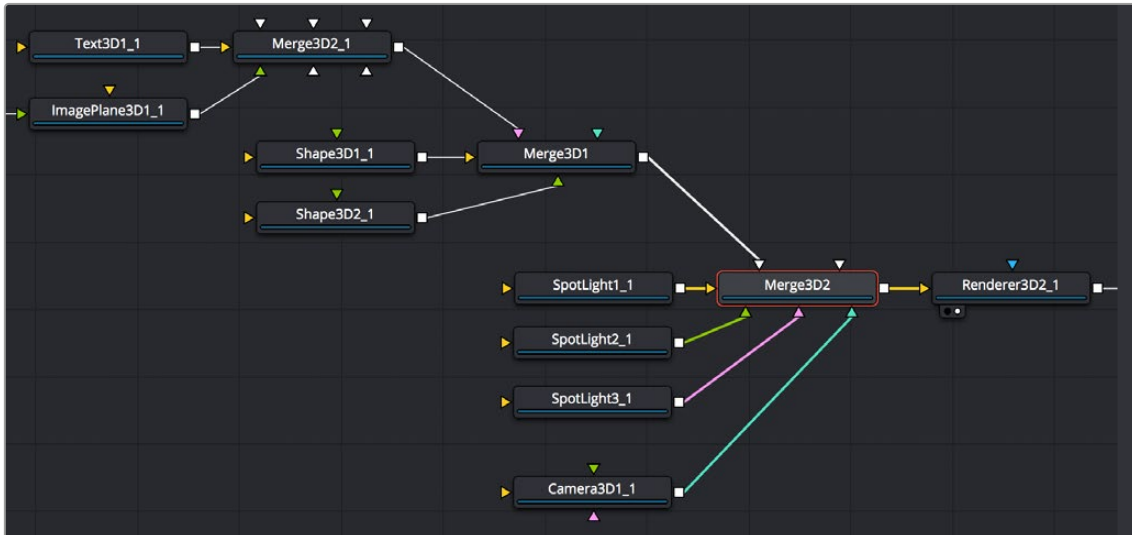 Text3D1_1
Merge3D2_1
ImagePlane3D1_1
Shape3D1_1
Merge3D1
Shape3D2_1
SpotLight1_1
Merge3D2
Renderer3D2_1
SpotLight2_1
SpotLight3_1
Camera3D1_1